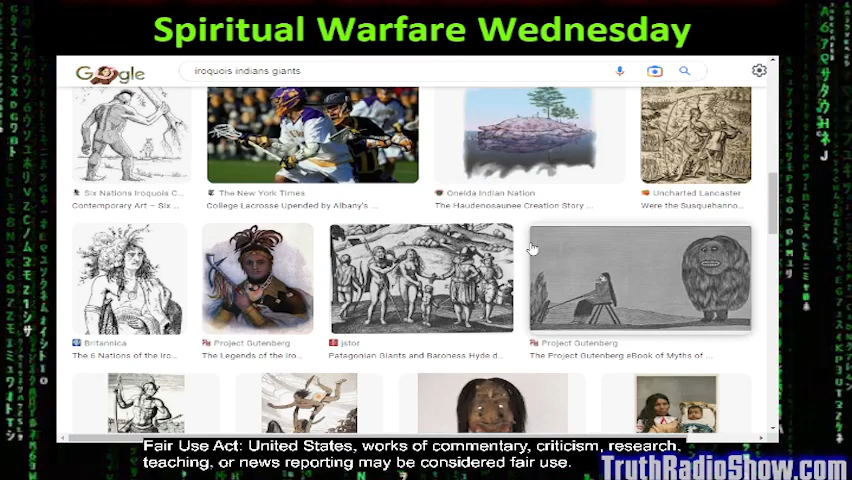 Spiritual Warfare Wednesday
Google
iroquois indians giants
Six Nations Iroquois C...
Contemporary Art – Six ...
The New York Times
College Lacrosse Upended by Albany's ...
Oneida Indian Nation
The Haudenosaunee Creation Story ...
Uncharted Lancaster
Were the Susquehanno...
Britannica
The 6 Nations of the Iro...
Project Gutenberg
The Legends of the Iro...
jstor
Patagonian Giants and Baroness Hyde d...
Project Gutenberg
The Project Gutenberg eBook of Myths of ...
Fair Use Act: United States, works of commentary, criticism, research,
teaching, or news reporting may be considered fair use.
TruthRadioShow.com